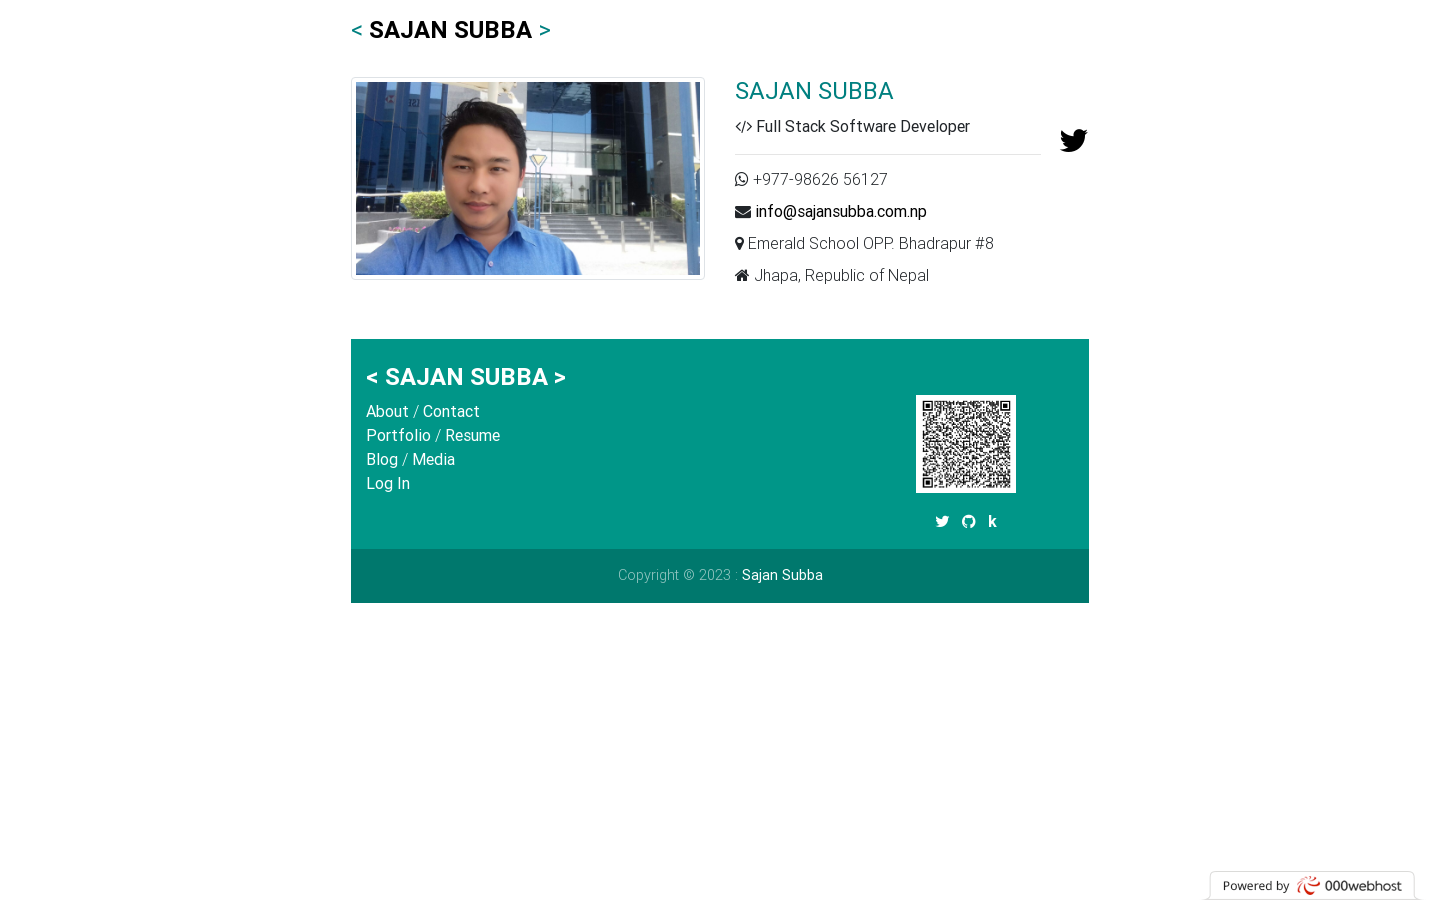 < SAJAN SUBBA >
SAJAN SUBBA
</> Full Stack Software Developer
+977-98626 56127
info@sajansubba.com.np
Emerald School OPP. Bhadrapur #8
Jhapa, Republic of Nepal
< SAJAN SUBBA >
About / Contact
Portfolio / Resume
Blog / Media
Log In
k
Copyright © 2023 : Sajan Subba
Powered by 000webhost